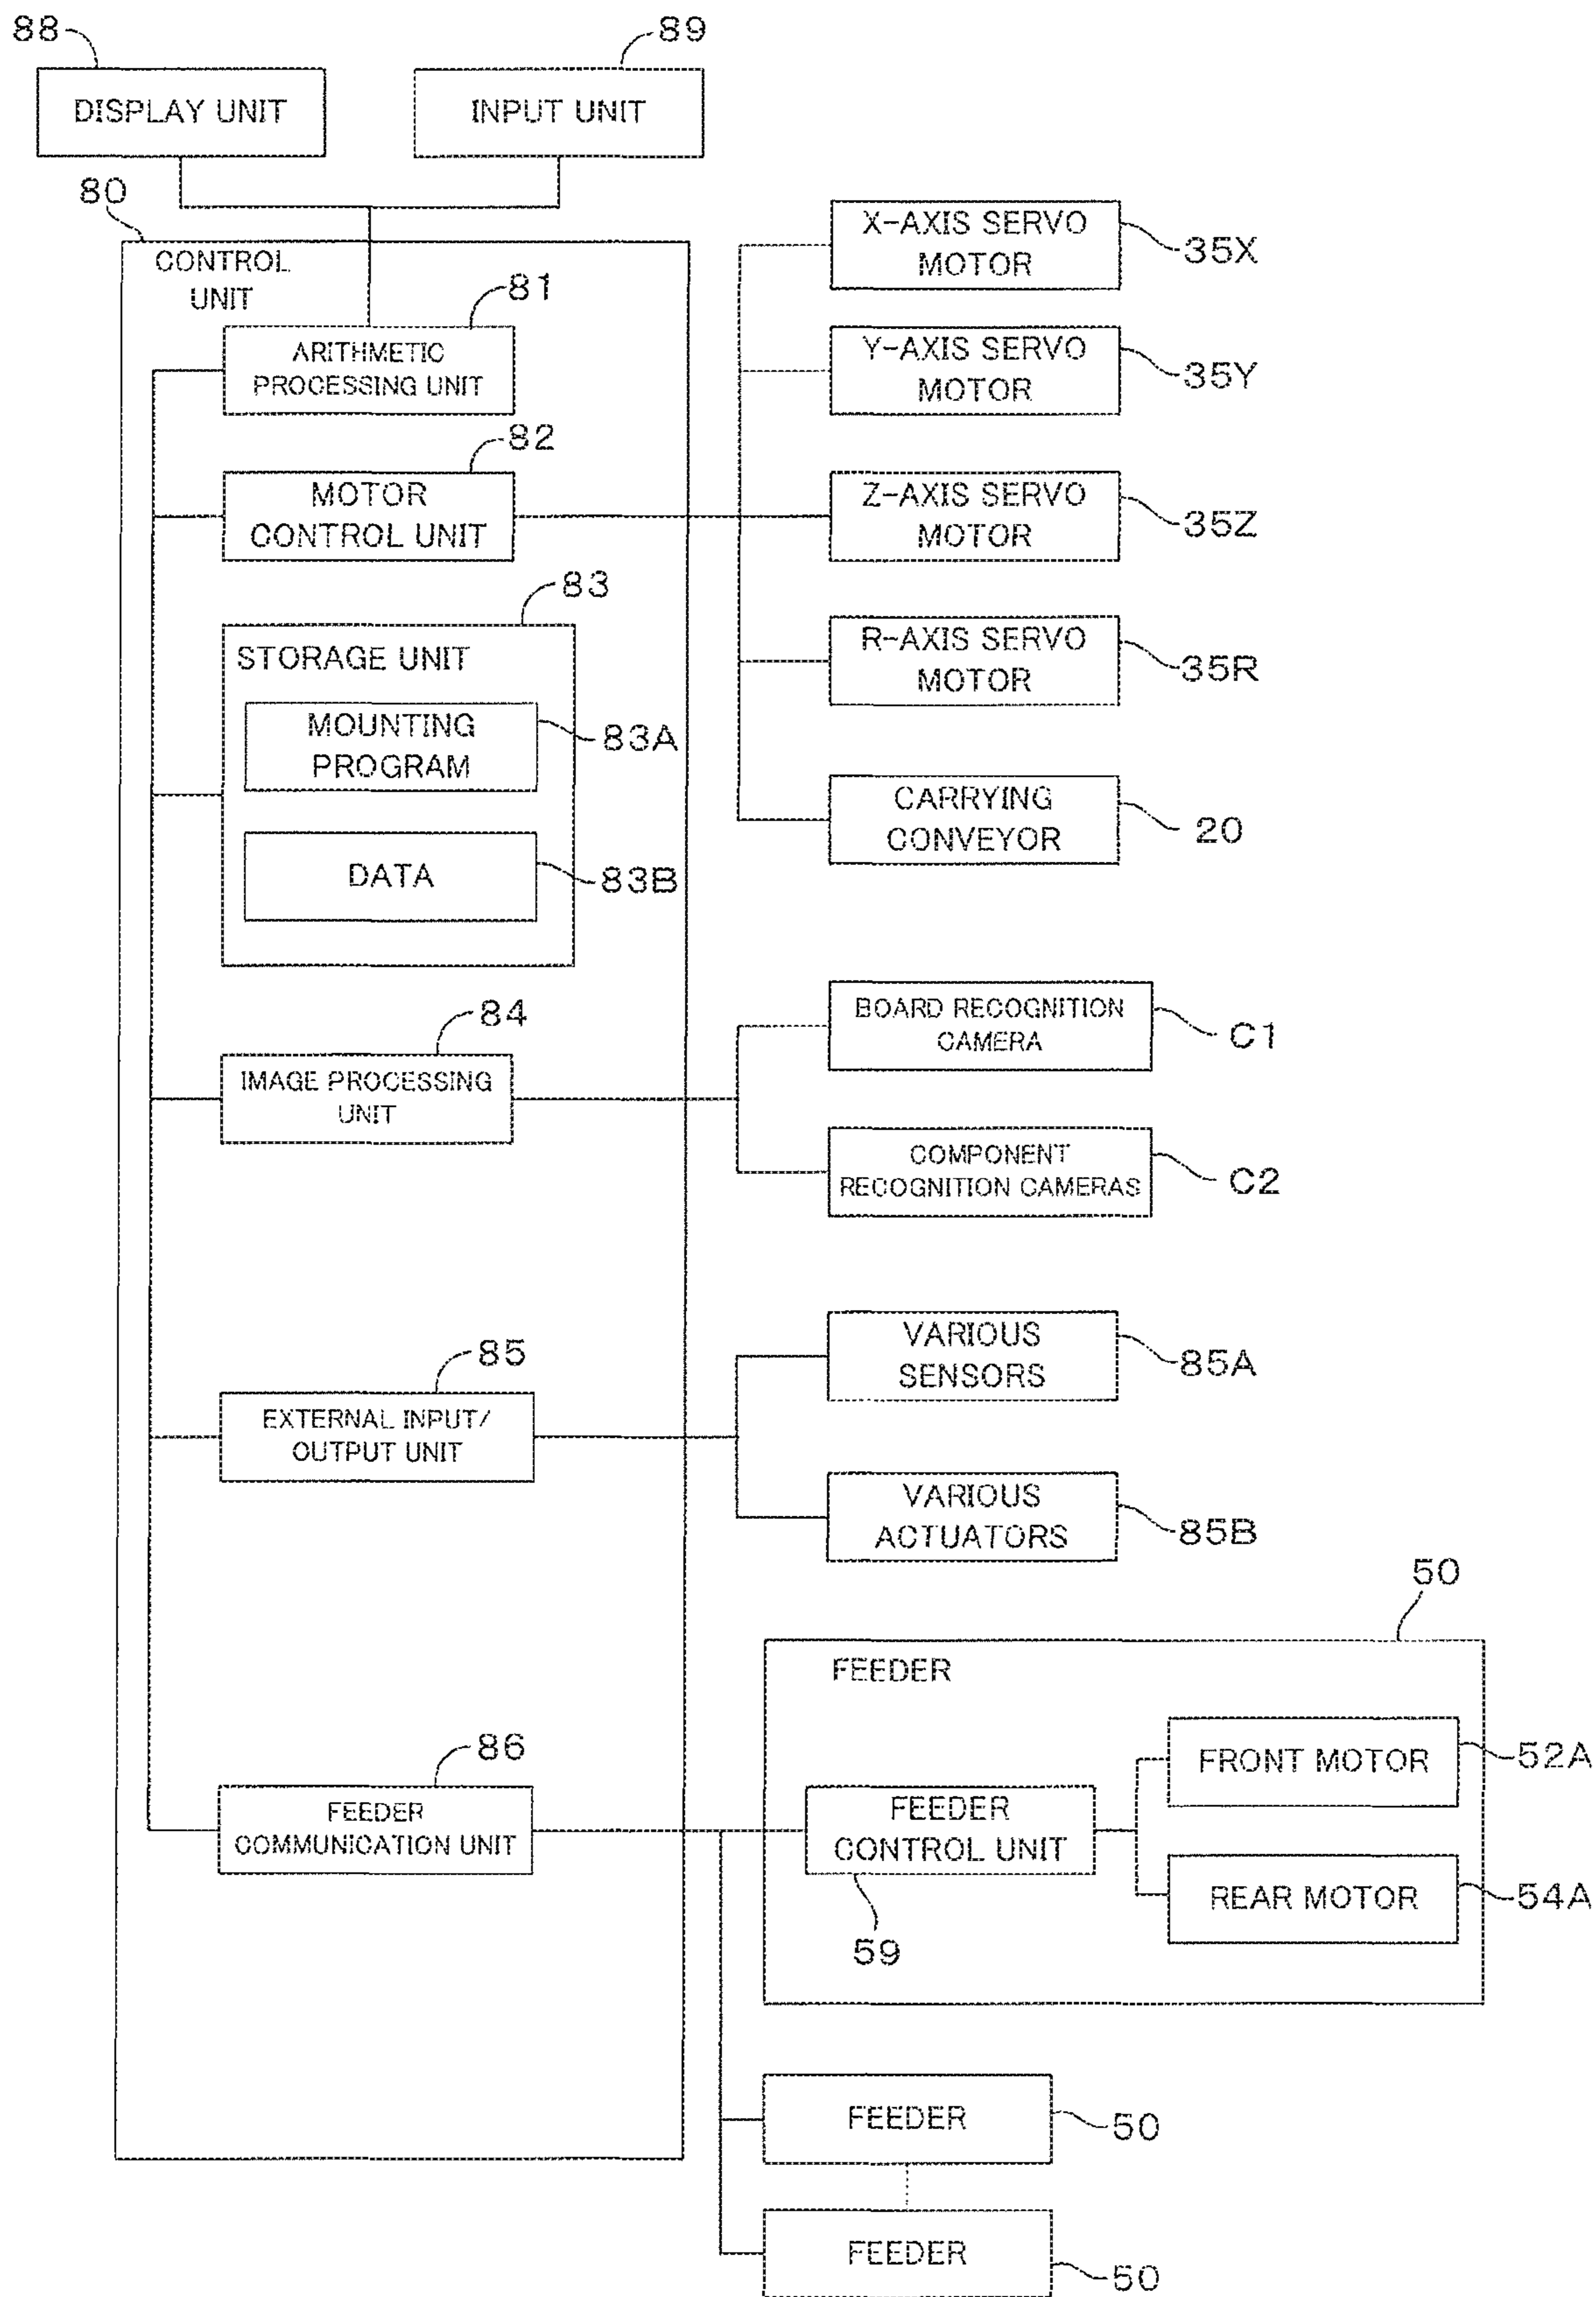 88
89
DISPLAY UNIT
INPUT UNIT
80
CONTROL
UNIT
81
ARITHMETIC
PROCESSING UNIT
82
MOTOR
CONTROL UNIT
83
STORAGE UNIT
MOUNTING
PROGRAM
83A
DATA
83B
84
IMAGE PROCESSING
UNIT
85
EXTERNAL INPUT/
OUTPUT UNIT
86
FEEDER
COMMUNICATION UNIT
X-AXIS SERVO
MOTOR
35X
Y-AXIS SERVO
MOTOR
35Y
Z-AXIS SERVO
MOTOR
35Z
R-AXIS SERVO
MOTOR
35R
CARRYING
CONVEYOR
20
BOARD RECOGNITION
CAMERA
C1
COMPONENT
RECOGNITION CAMERAS
C2
VARIOUS
SENSORS
85A
VARIOUS
ACTUATORS
85B
50
FEEDER
FRONT MOTOR
52A
FEEDER
CONTROL UNIT
59
REAR MOTOR
54A
FEEDER
50
FEEDER
50